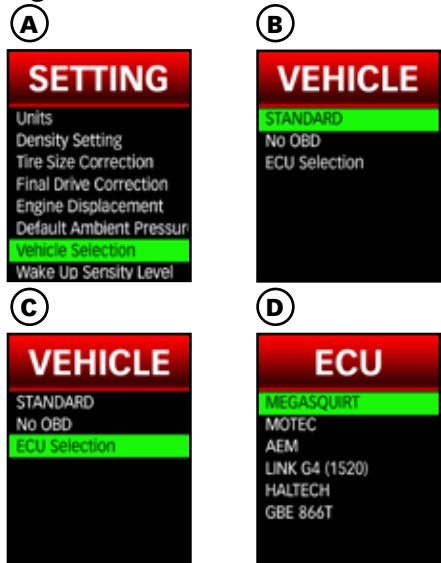 A
SETTING
Units
Density Setting
Tire Size Correction
Final Drive Correction
Engine Displacement
Default Ambient Pressur
Vehicle Selection
Wake Up Sensity Level
B
VEHICLE
STANDARD
No OBD
ECU Selection
C
VEHICLE
STANDARD
No OBD
ECU Selection
D
ECU
MEGASQUIRT
MOTEC
AEM
LINK G4 (1520)
HALTECH
GBE 866T